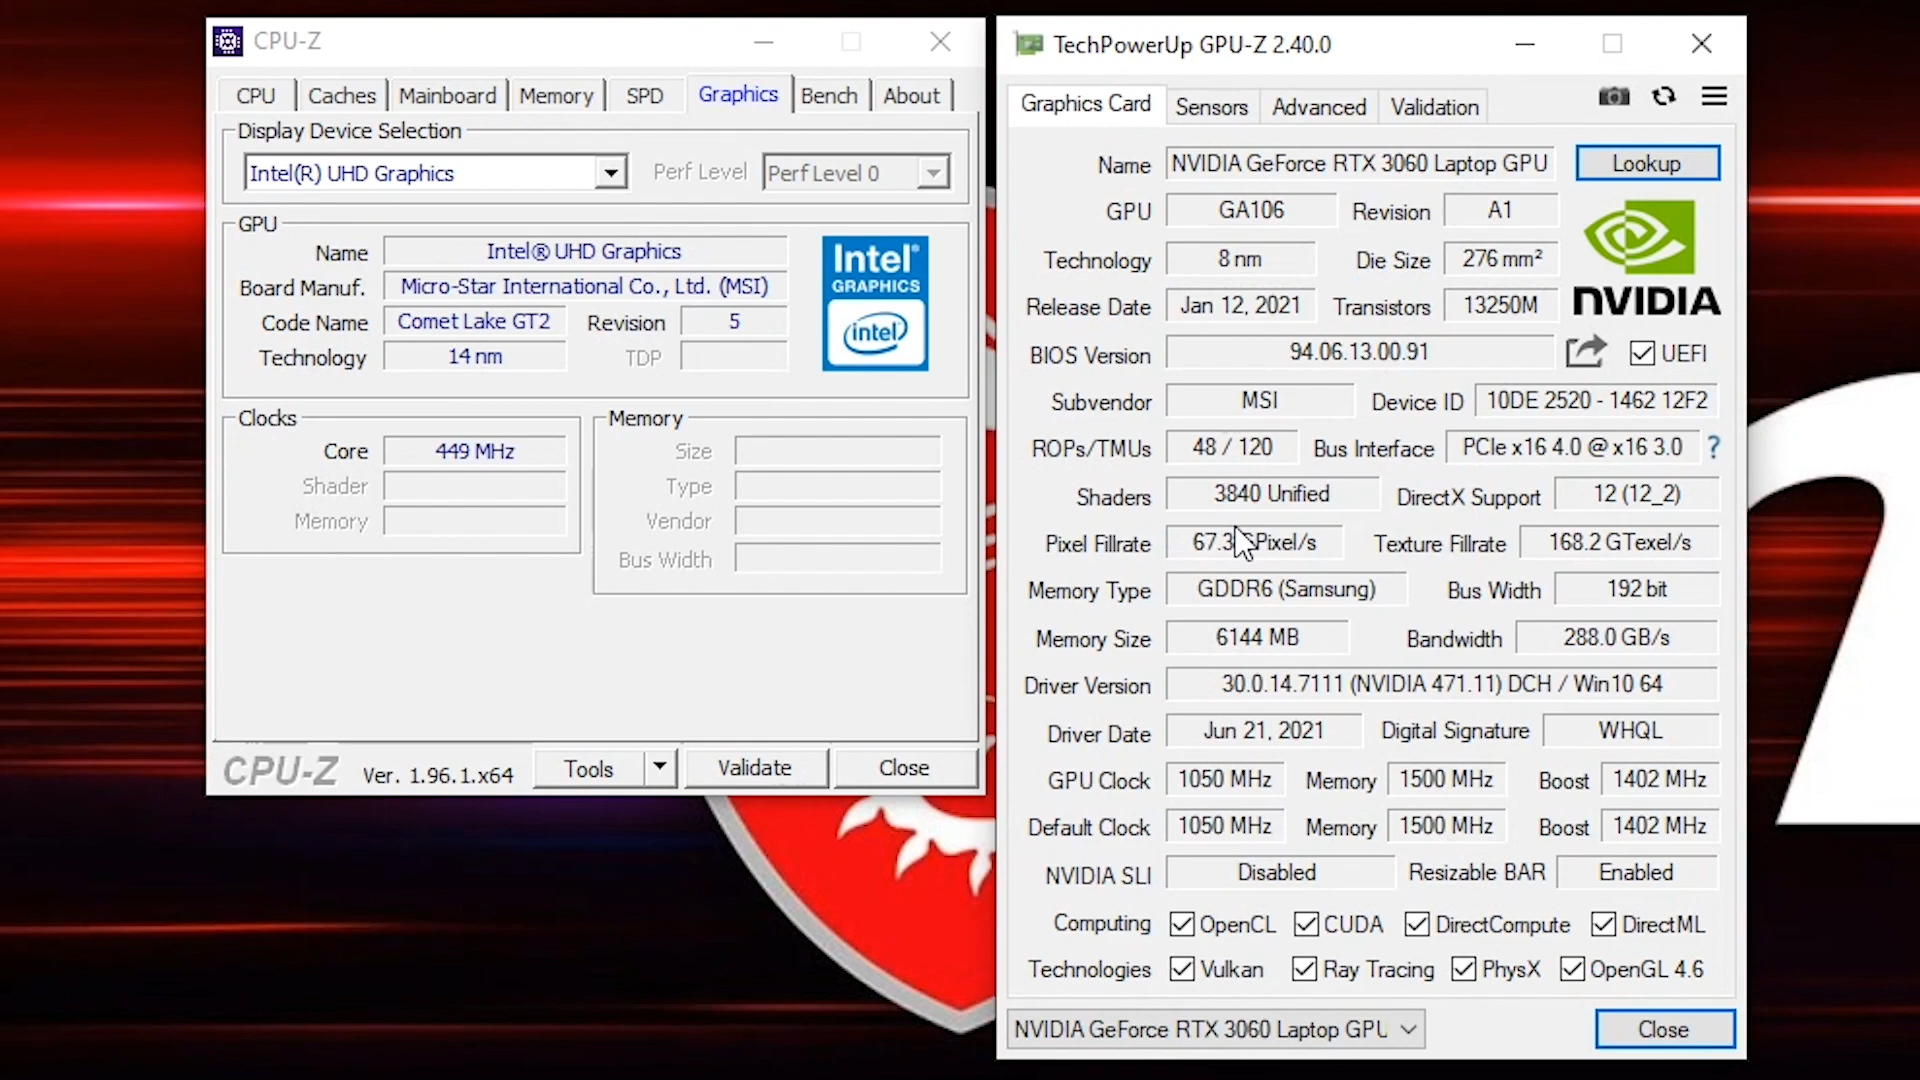 CPU-Z
CPU Caches Mainboard Memory SPD Graphics Bench About
Display Device Selection
Intel(R) UHD Graphics Perf Level Perf Level 0
GPU
Name Intel® UHD Graphics
Board Manuf. Micro-Star International Co., Ltd. (MSI)
Code Name Comet Lake GT2 Revision 5
Technology 14 nm TDP
intel®
GRAPHICS
intel
Clocks
Core 449 MHz
Shader
Memory
Memory
Size
Type
Vendor
Bus Width
CPU-Z Ver. 1.96.1.x64 Tools Validate Close
TechPowerUp GPU-Z 2.40.0
Graphics Card Sensors Advanced Validation
Name NVIDIA GeForce RTX 3060 Laptop GPU Lookup
GPU GA106 Revision A1
Technology 8 nm Die Size 276 mm²
Release Date Jan 12, 2021 Transistors 13250M
NVIDIA
BIOS Version 94.06.13.00.91 UEFI
Subvendor MSI Device ID 10DE 2520 - 1462 12F2
ROPs/TMUs 48 / 120 Bus Interface PCIe x16 4.0 @ x16 3.0 ?
Shaders 3840 Unified DirectX Support 12 (12_2)
Pixel Fillrate Texture Fillrate 168.2 GTexel/s
Memory Type GDDR6 (Samsung) Bus Width 192 bit
Memory Size 6144 MB Bandwidth 288.0 GB/s
Driver Version 30.0.14.7111 (NVIDIA 471.11) DCH / Win10 64
Driver Date Jun 21, 2021 Digital Signature WHQL
GPU Clock 1050 MHz Memory 1500 MHz Boost 1402 MHz
Default Clock 1050 MHz Memory 1500 MHz Boost 1402 MHz
NVIDIA SLI Disabled Resizable BAR Enabled
Computing OpenCL CUDA DirectCompute DirectML
Technologies Vulkan Ray Tracing PhysX OpenGL 4.6
NVIDIA GeForce RTX 3060 Laptop GPU Close